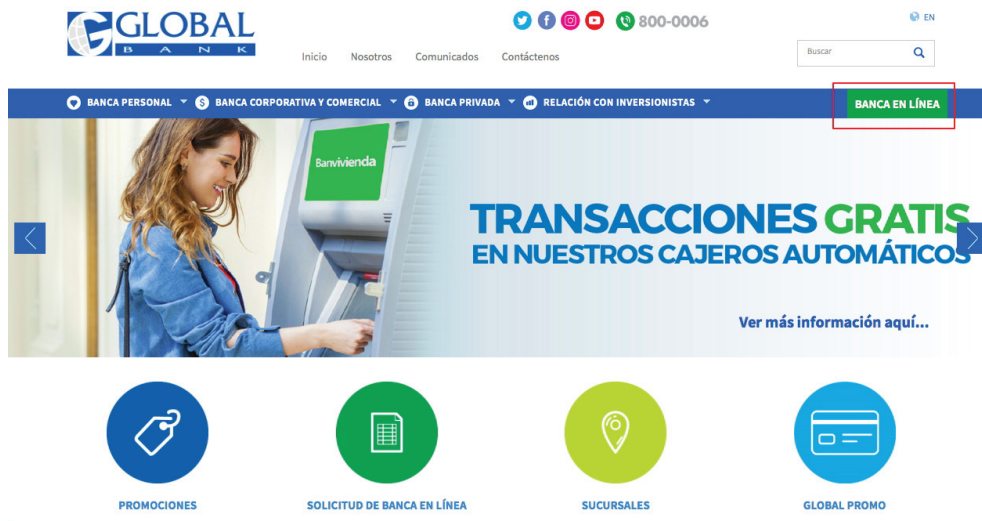 GLOBAL
BANK
800-0006
EN
Inicio Nosotros Comunicados Contáctenos
Buscar
BANCA PERSONAL BANCA CORPORATIVA Y COMERCIAL BANCA PRIVADA RELACIÓN CON INVERSIONISTAS BANCA EN LÍNEA
Banvivienda
TRANSACCIONES GRATIS
EN NUESTROS CAJEROS AUTOMÁTICOS
Ver más información aquí...
PROMOCIONES SOLICITUD DE BANCA EN LÍNEA SUCURSALES GLOBAL PROMO